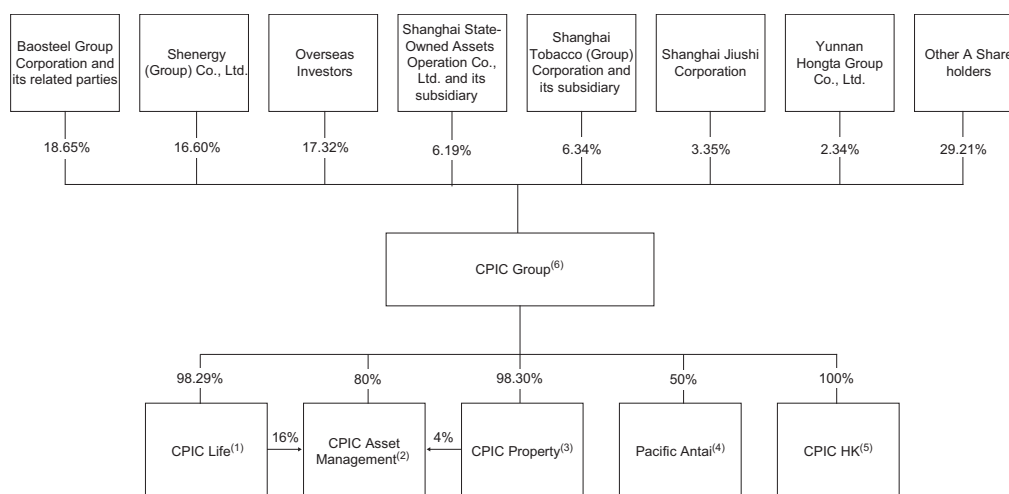 Baosteel Group
Corporation and
its related parties
Shenergy
(Group) Co., Ltd.
Overseas
Investors
Shanghai State-
Owned Assets
Operation Co.,
Ltd. and its
subsidiary
Shanghai
Tobacco (Group)
Corporation and
its subsidiary
Shanghai Jiushi
Corporation
Yunnan
Hongta Group
Co., Ltd.
Other A Share
holders
18.65%
16.60%
17.32%
6.19%
6.34%
3.35%
2.34%
29.21%
CPIC Group(6)
98.29%
80%
98.30%
50%
100%
CPIC Life(1)
16%
CPIC Asset
Management(2)
4%
CPIC Property(3)
Pacific Antai(4)
CPIC HK(5)